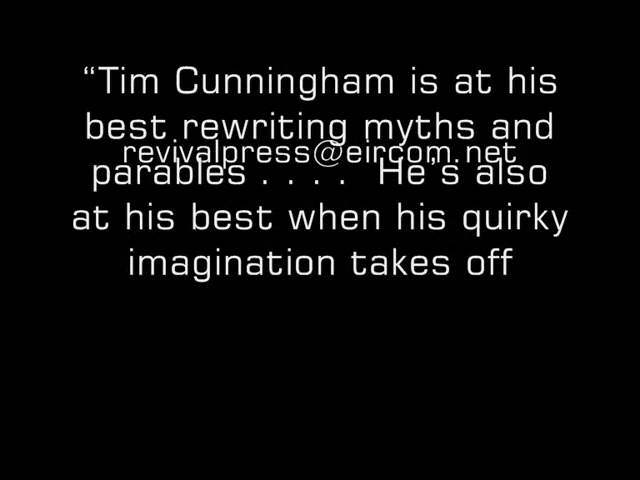 “Tim Cunningham is at his
best rewriting myths and
revivalpress@eircom.net
parables . . . .  He’s also
at his best when his quirky
imagination takes off